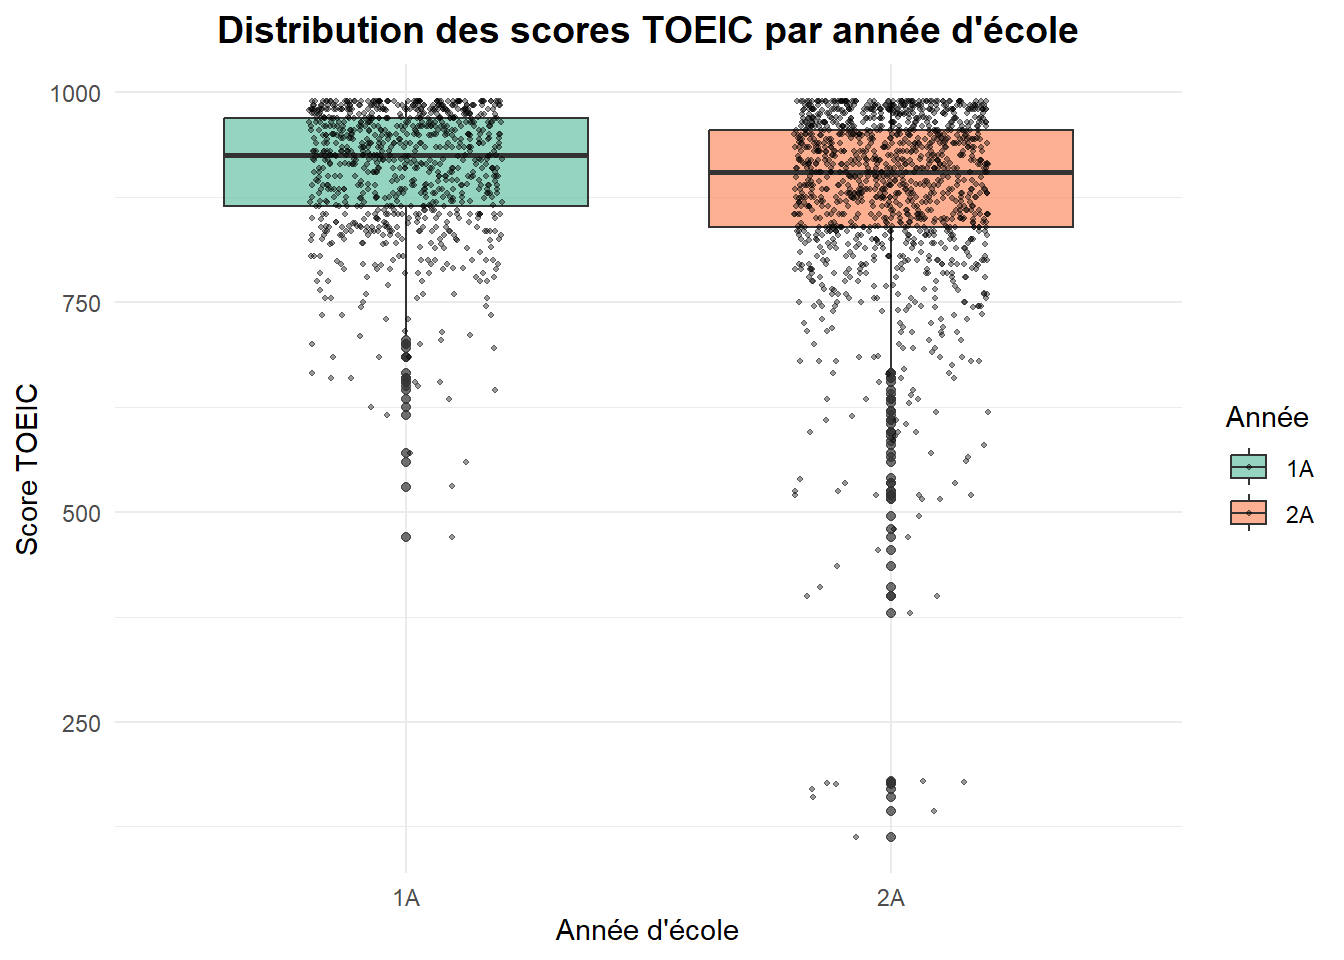 Distribution des scores TOEIC par année d'école
1000
750
500
250
Score TOEIC
1A
2A
Année d'école
Année
1A
2A